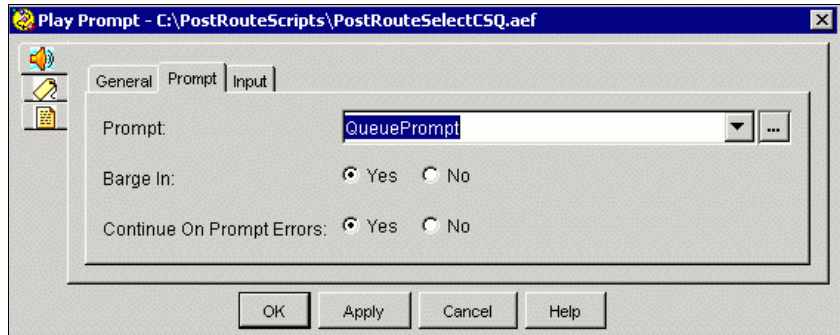 Play Prompt - C:\PostRouteScripts\PostRouteSelectCSQ.aef
General Prompt Input
Prompt: QueuePrompt ...
Barge In: Yes No
Continue On Prompt Errors: Yes No
OK Apply Cancel Help